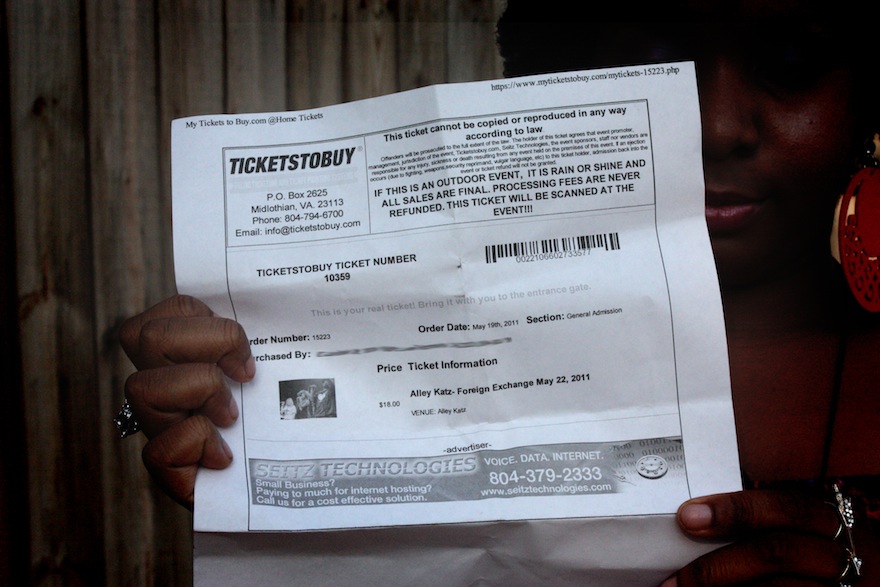 My Tickets to Buy.com @Home Tickets
https://www.myticketstobuy.com/mytickets-15223.php
TICKETSTOBUY
P.O. Box 2625
Midlothian, VA. 23113
Phone: 804-794-6700
Email: info@ticketstobuy.com
This ticket cannot be copied or reproduced in any way
according to law
Offenders will be prosecuted to the full extent of the law. The holder of this ticket agrees that event promoter,
management, jurisdiction of the event, Ticketstobuy.com, Seitz Technologies, the event sponsors, staff nor vendors are
responsible for any injury, sickness or death resulting from any event held on the premises of this event. If an ejection
occurs (due to fighting, weapons, security reprimand, vulgar language, etc) to this ticket holder, admission back into the
event or ticket refund will not be granted.
IF THIS IS AN OUTDOOR EVENT, IT IS RAIN OR SHINE AND
ALL SALES ARE FINAL. PROCESSING FEES ARE NEVER
REFUNDED. THIS TICKET WILL BE SCANNED AT THE
EVENT!!!
TICKETSTOBUY TICKET NUMBER
10359
0022106602733577
This is your real ticket! Bring it with you to the entrance gate.
rder Number: 15223
Order Date: May 19th, 2011
Section: General Admission
rchased By:
Price Ticket Information
$18.00
Alley Katz- Foreign Exchange May 22, 2011
VENUE: Alley Katz
-advertiser-
SEITZ TECHNOLOGIES
Small Business?
Paying to much for internet hosting?
Call us for a cost effective solution.
VOICE. DATA. INTERNET.
804-379-2333
www.seitztechnologies.com